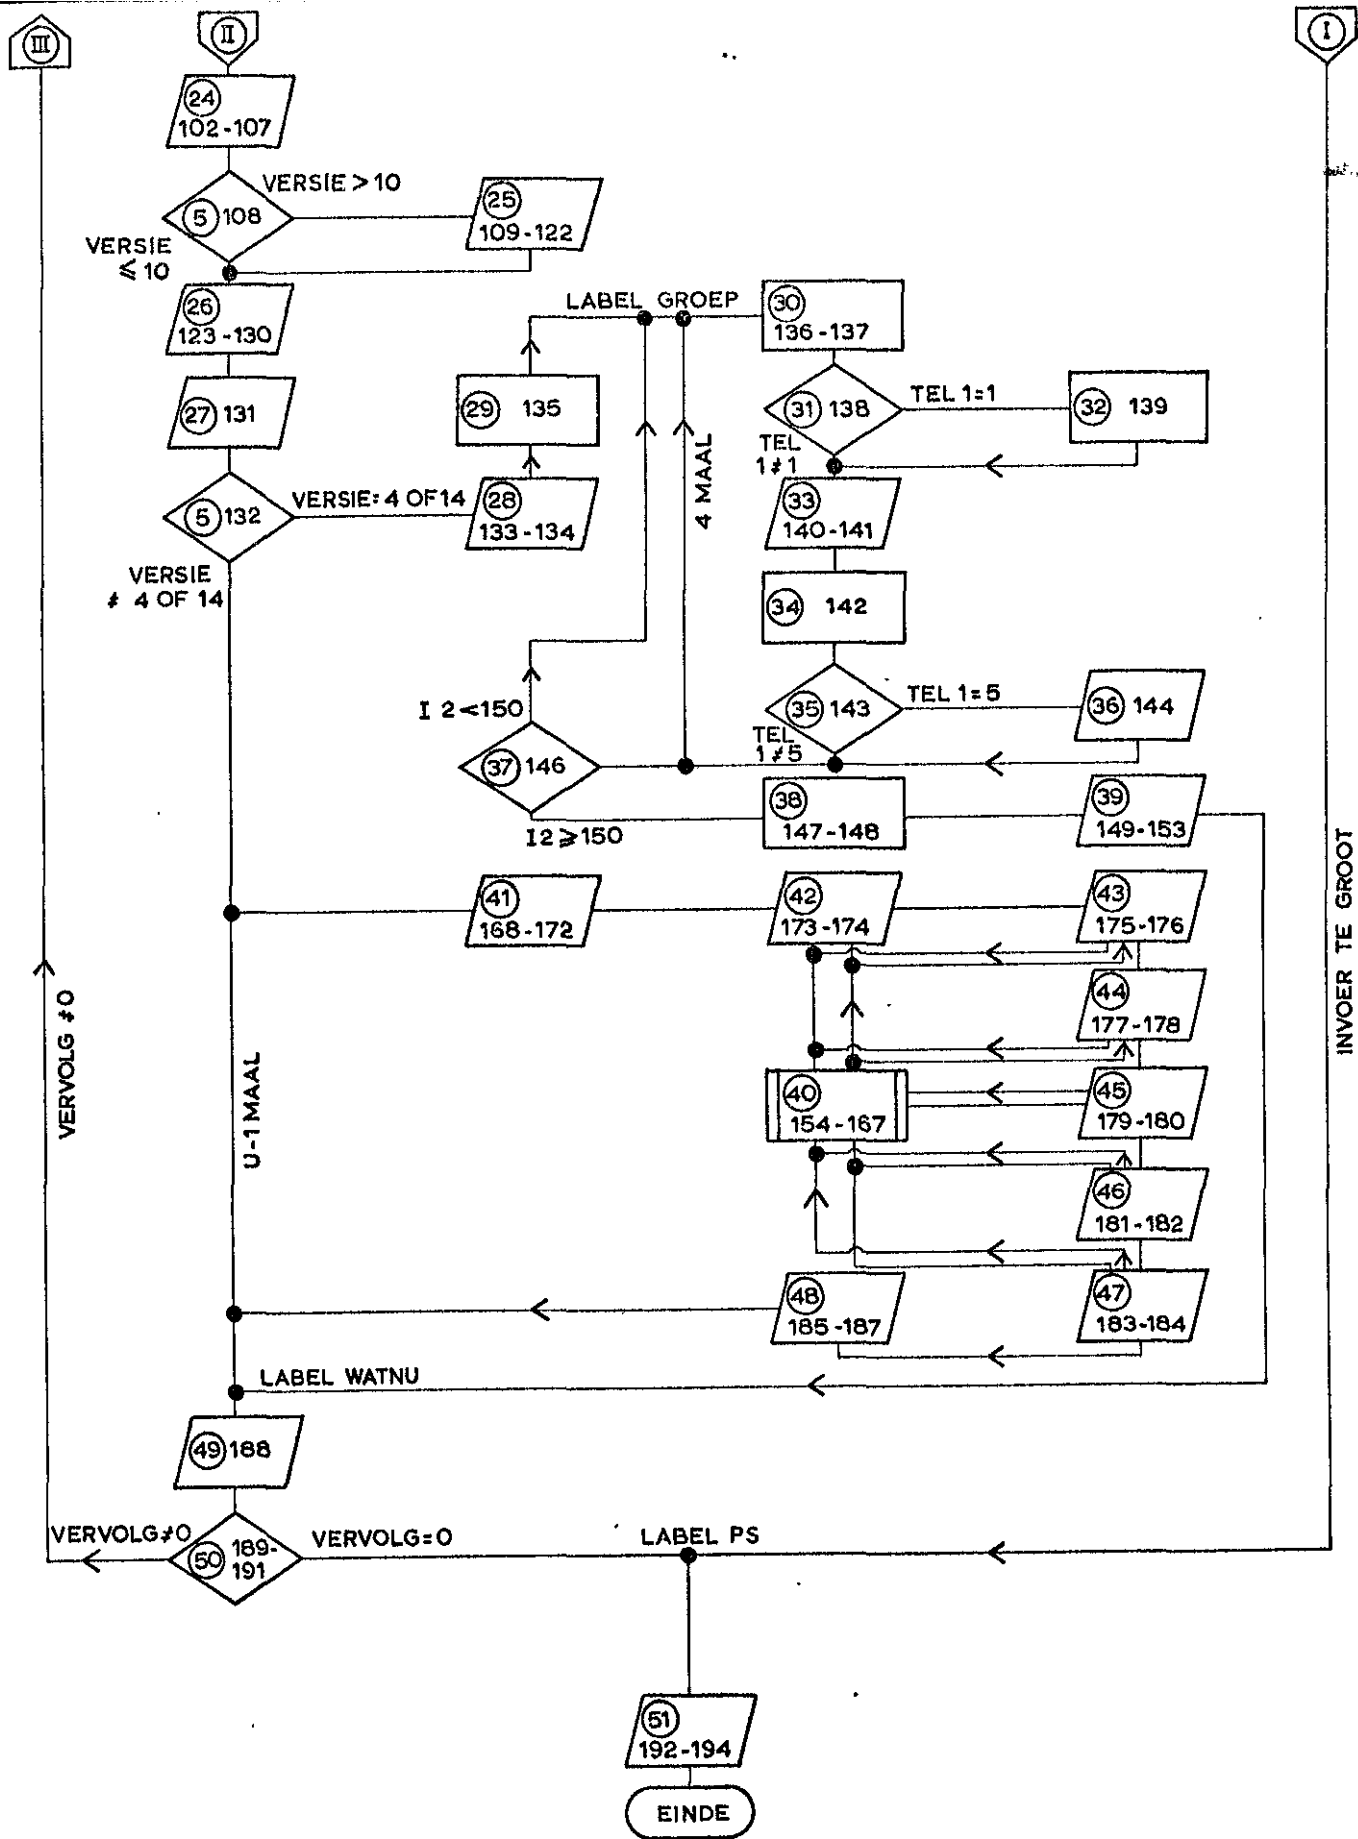 III
II
I
24
102-107
VERSIE > 10
5 108
25
109-122
VERSIE
≤ 10
26
123-130
LABEL GROEP
30
136-137
27 131
29 135
31 138
TEL 1=1
32 139
TEL
1≠1
5 132
VERSIE=4 OF 14
28
133-134
4 MAAL
33
140-141
VERSIE
≠ 4 OF 14
34 142
I 2<150
35 143
TEL 1=5
36 144
TEL
1≠5
37 146
I2≥150
38
147-148
39
149-153
INVOER TE GROOT
41
168-172
42
173-174
43
175-176
44
177-178
VERVOLG ≠0
U-1 MAAL
40
154-167
45
179-180
46
181-182
48
185-187
47
183-184
LABEL WATNU
49 188
VERVOLG≠0
50 189-
191
VERVOLG=0
LABEL PS
51
192-194
EINDE